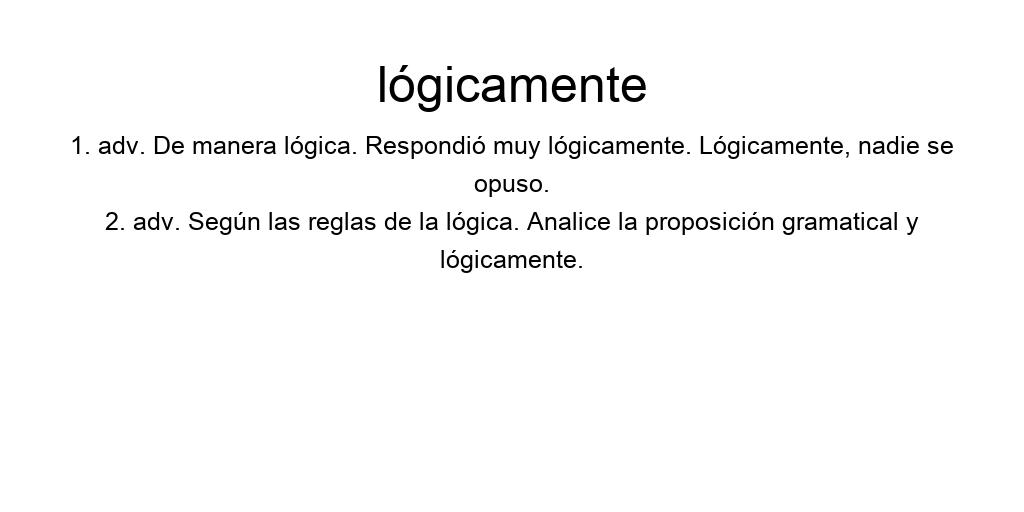 lógicamente
1. adv. De manera lógica. Respondió muy lógicamente. Lógicamente, nadie se
opuso.
2. adv. Según las reglas de la lógica. Analice la proposición gramatical y
lógicamente.